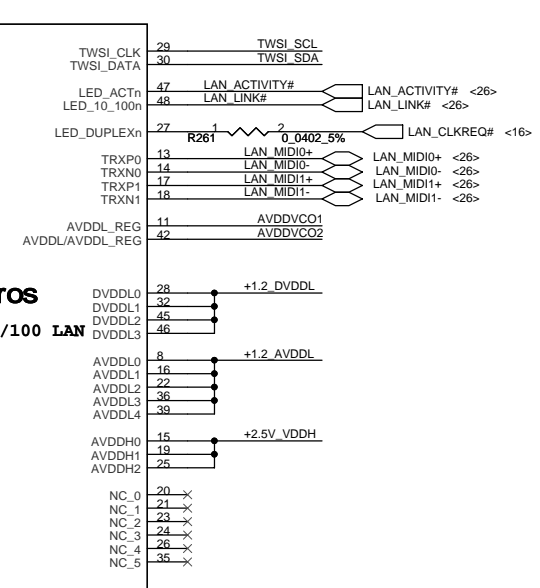 TWSI_CLK 29 TWSI_SCL
TWSI_DATA 30 TWSI_SDA
LED_ACTn 47 LAN_ACTIVITY# LAN_ACTIVITY# <26>
LED_10_100n 48 LAN_LINK# LAN_LINK# <26>
LED_DUPLEXn 27 1 2 LAN_CLKREQ# <16>
R261 0_0402_5%
TRXP0 13 LAN_MIDI0+ LAN_MIDI0+ <26>
TRXN0 14 LAN_MIDI0- LAN_MIDI0- <26>
TRXP1 17 LAN_MIDI1+ LAN_MIDI1+ <26>
TRXN1 18 LAN_MIDI1- LAN_MIDI1- <26>
AVDDL_REG 11 AVDDVCO1
AVDDL/AVDDL_REG 42 AVDDVCO2
ros
/100 LAN
DVDDL0 28 +1.2_DVDDL
DVDDL1 32
DVDDL2 45
DVDDL3 46
AVDDL0 8 +1.2_AVDDL
AVDDL1 16
AVDDL2 22
AVDDL3 36
AVDDL4 39
AVDDH0 15 +2.5V_VDDH
AVDDH1 19
AVDDH2 25
NC_0 20
NC_1 21
NC_2 23
NC_3 24
NC_4 26
NC_5 35